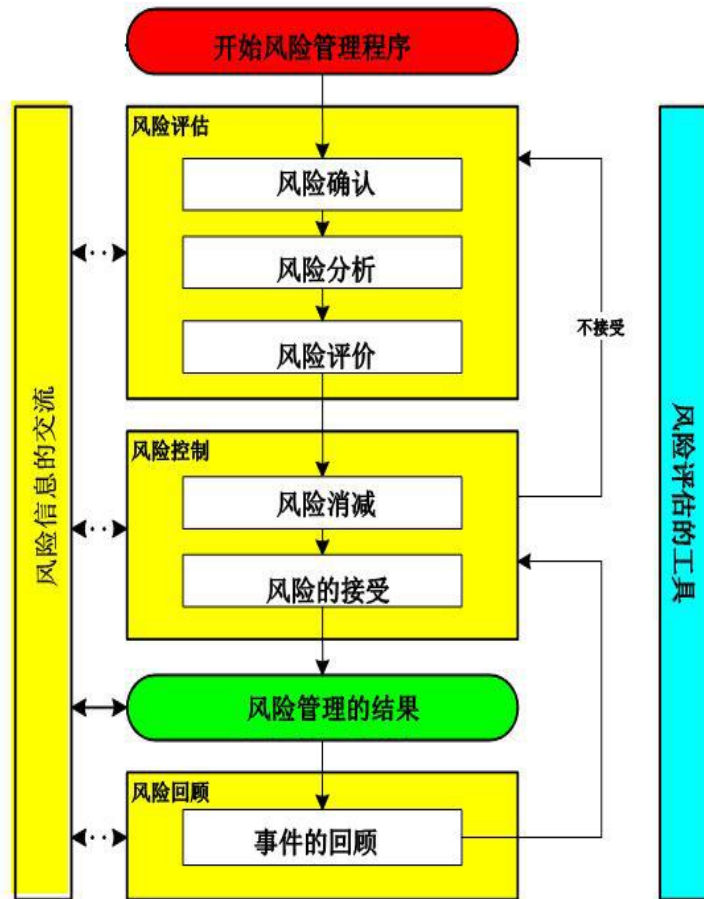 开始风险管理程序
风险评估
风险确认
风险分析
风险评价
不接受
风险控制
风险消减
风险的接受
风险管理的结果
风险回顾
事件的回顾
风险信息的交流
风险评估的工具